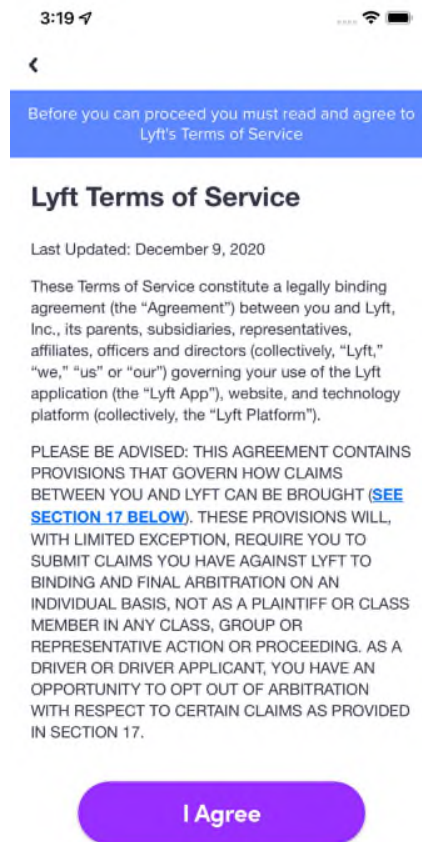 3:19
Before you can proceed you must read and agree to
Lyft's Terms of Service
Lyft Terms of Service
Last Updated: December 9, 2020
These Terms of Service constitute a legally binding
agreement (the “Agreement”) between you and Lyft,
Inc., its parents, subsidiaries, representatives,
affiliates, officers and directors (collectively, “Lyft,”
“we,” “us” or “our”) governing your use of the Lyft
application (the “Lyft App”), website, and technology
platform (collectively, the “Lyft Platform”).
PLEASE BE ADVISED: THIS AGREEMENT CONTAINS
PROVISIONS THAT GOVERN HOW CLAIMS
BETWEEN YOU AND LYFT CAN BE BROUGHT (SEE
SECTION 17 BELOW). THESE PROVISIONS WILL,
WITH LIMITED EXCEPTION, REQUIRE YOU TO
SUBMIT CLAIMS YOU HAVE AGAINST LYFT TO
BINDING AND FINAL ARBITRATION ON AN
INDIVIDUAL BASIS, NOT AS A PLAINTIFF OR CLASS
MEMBER IN ANY CLASS, GROUP OR
REPRESENTATIVE ACTION OR PROCEEDING. AS A
DRIVER OR DRIVER APPLICANT, YOU HAVE AN
OPPORTUNITY TO OPT OUT OF ARBITRATION
WITH RESPECT TO CERTAIN CLAIMS AS PROVIDED
IN SECTION 17.
I Agree